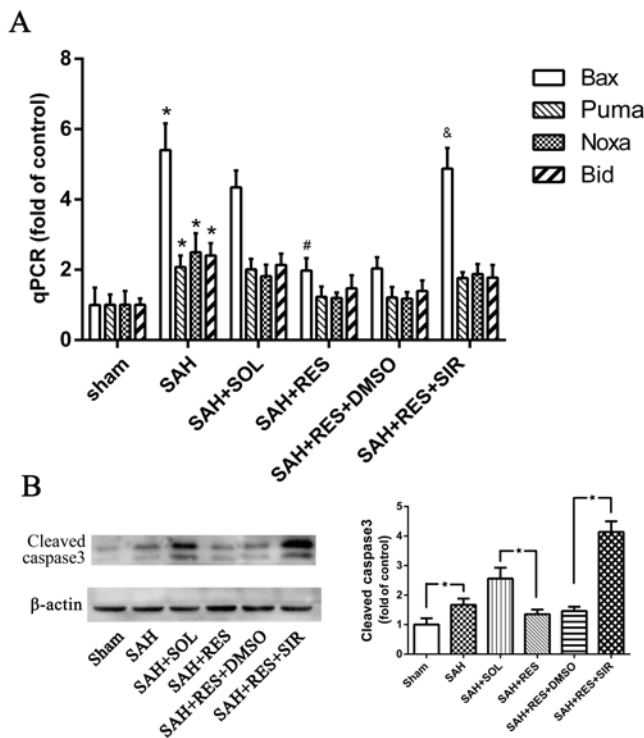 A
qPCR (fold of control)
8
6
4
2
0
*
*
*
*
#
&
sham
SAH
SAH+SOL
SAH+RES
SAH+RES+DMSO
SAH+RES+SIR
Bax
Puma
Noxa
Bid
B
Cleaved
caspase3
β-actin
Sham
SAH
SAH+SOL
SAH+RES
SAH+RES+DMSO
SAH+RES+SIR
Cleaved caspase3
(fold of control)
5
4
3
2
1
0
*
*
*
Sham
SAH
SAH+SOL
SAH+RES
SAH+RES+DMSO
SAH+RES+SIR